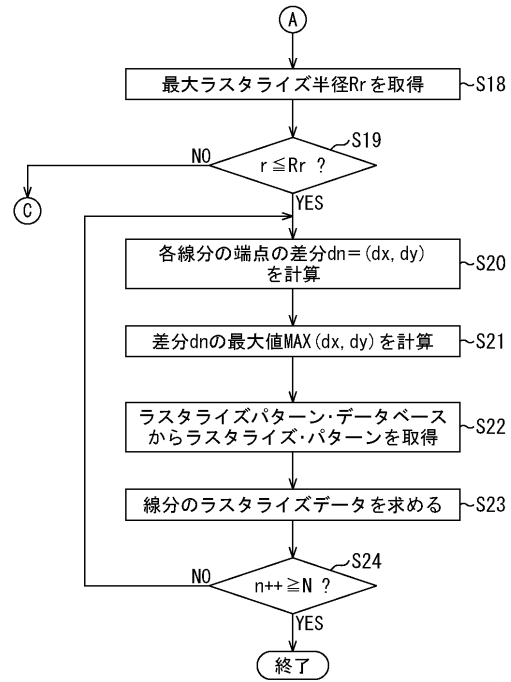 A
最大ラスタライズ半径Rrを取得
S18
S19
r≦Rr ?
NO
YES
C
各線分の端点の差分dn=(dx, dy)
を計算
S20
差分dnの最大値MAX(dx, dy)を計算
S21
ラスタライズパターン・データベース
からラスタライズ・パターンを取得
S22
線分のラスタライズデータを求める
S23
S24
n++≧N ?
NO
YES
終了